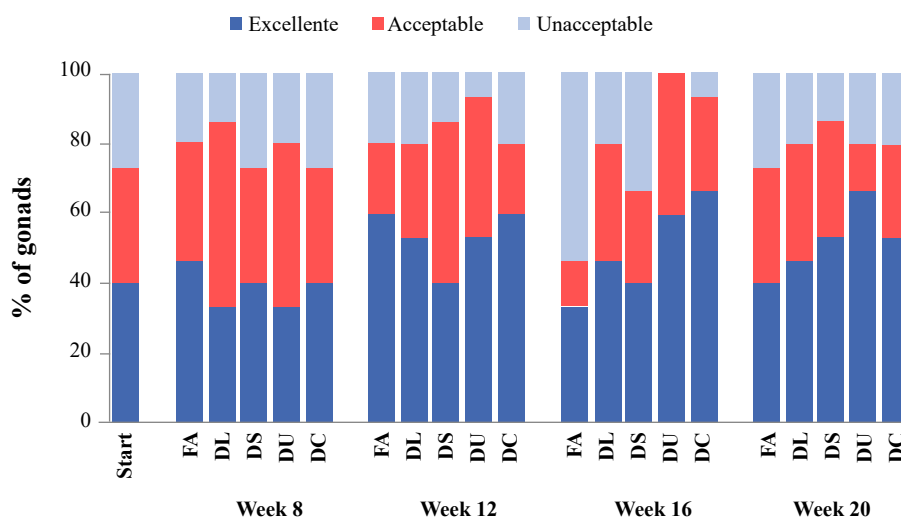 Excellente Acceptable Unacceptable
% of gonads
100
80
60
40
20
0
Start FA DL DS DU DC FA DL DS DU DC FA DL DS DU DC FA DL DS DU DC
Week 8 Week 12 Week 16 Week 20